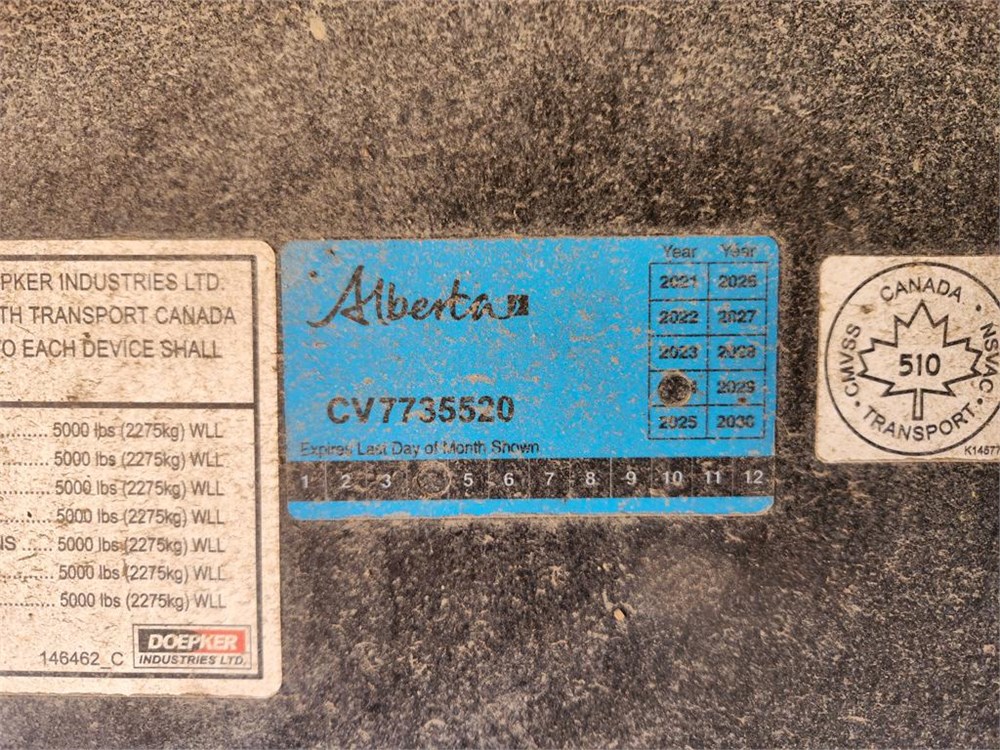 PKER INDUSTRIES LTD.
TH TRANSPORT CANADA
O EACH DEVICE SHALL
.......... 5000 lbs (2275kg) WLL
.......... 5000 lbs (2275kg) WLL
.......... 5000 lbs (2275kg) WLL
.......... 5000 lbs (2275kg) WLL
NS ...... 5000 lbs (2275kg) WLL
.......... 5000 lbs (2275kg) WLL
.......... 5000 lbs (2275kg) WLL
146462_C
DOEPKER
INDUSTRIES LTD.
Alberta
CV7735520
Expires Last Day of Month Shown
Year Year
2021 2026
2022 2027
2023 2028
2029
2025 2030
1 2 3 5 6 7 8 9 10 11 12
CANADA
CMVSS
NSVAC
510
TRANSPORT
K14877